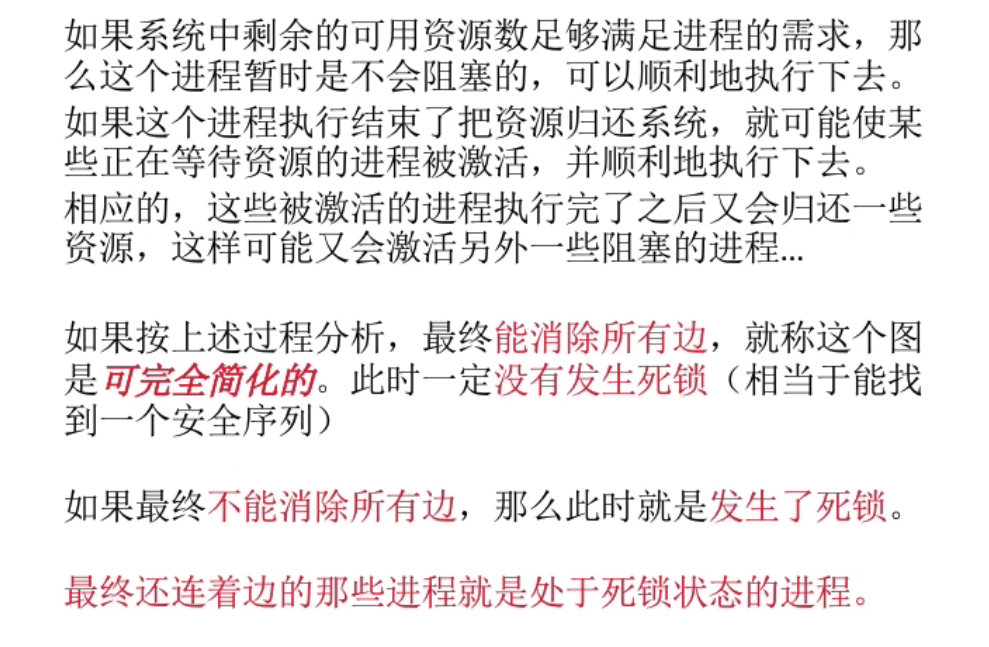 如果系统中剩余的可用资源数足够满足进程的需求，那
么这个进程暂时是不会阻塞的，可以顺利地执行下去。
如果这个进程执行结束了把资源归还系统，就可能使某
些正在等待资源的进程被激活，并顺利地执行下去。
相应的，这些被激活的进程执行完了之后又会归还一些
资源，这样可能又会激活另外一些阻塞的进程...
如果按上述过程分析，最终能消除所有边，就称这个图
是可完全简化的。此时一定没有发生死锁（相当于能找
到一个安全序列）
如果最终不能消除所有边，那么此时就是发生了死锁。
最终还连着边的那些进程就是处于死锁状态的进程。